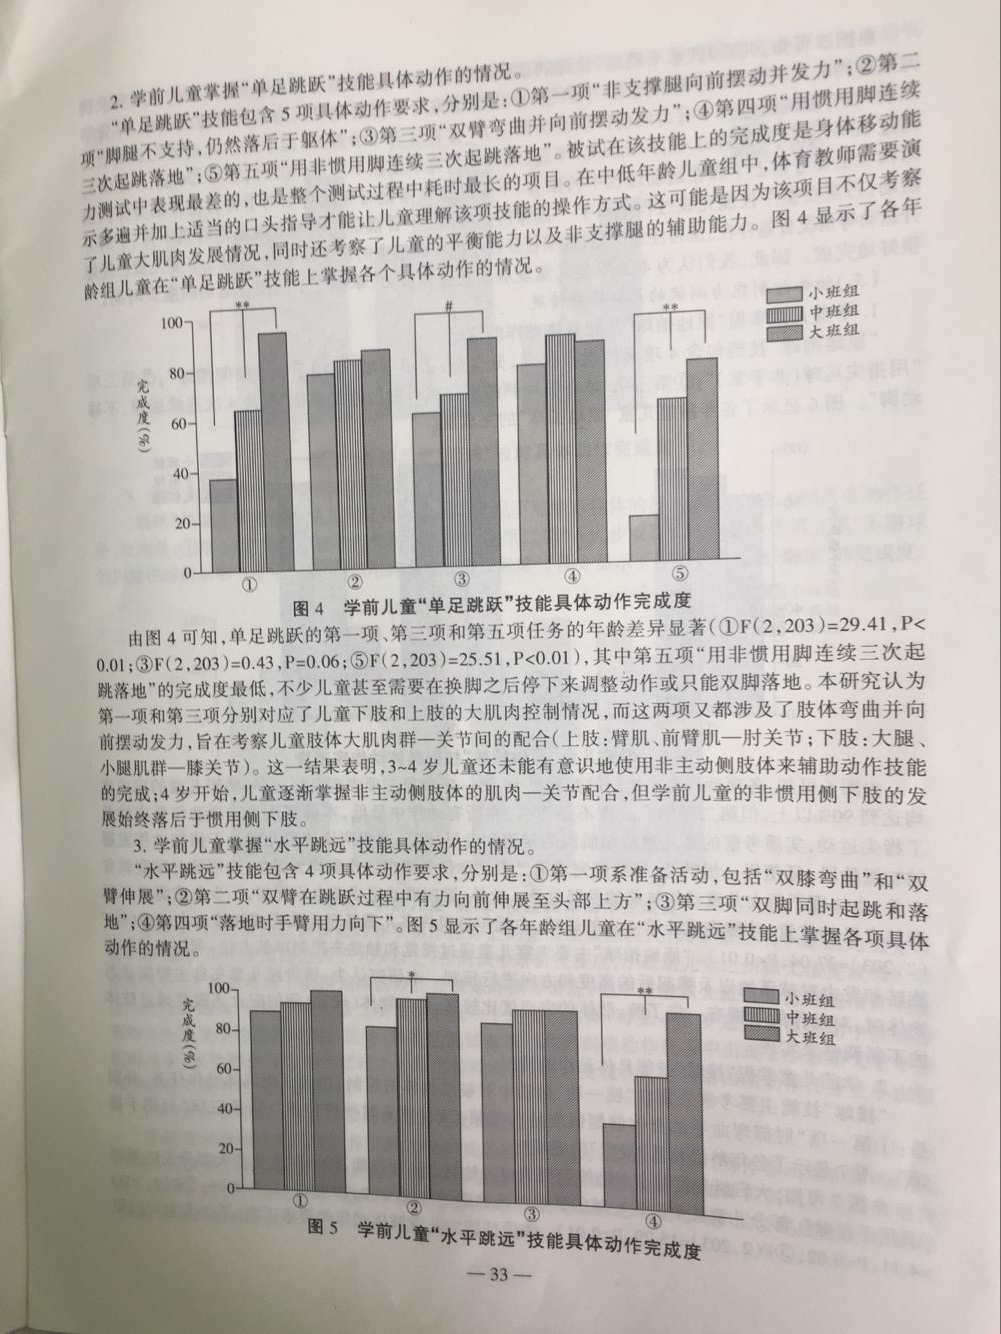 2. 学前儿童掌握“单足跳跃”技能具体动作的情况。
“单足跳跃”技能包含 5 项具体动作要求,分别是:①第一项“非支撑腿向前摆动并发力”;②第二
项“脚腿不支持,仍然落后于躯体”;③第三项“双臂弯曲并向前摆动发力”;④第四项“用惯用脚连续
三次起跳落地”;⑤第五项“用非惯用脚连续三次起跳落地”。被试在该技能上的完成度是身体移动能
力测试中表现最差的,也是整个测试过程中耗时最长的项目。在中低年龄儿童组中,体育教师需要演
示多遍并加上适当的口头指导才能让儿童理解该项技能的操作方式。这可能是因为该项目不仅考察
了儿童大肌肉发展情况,同时还考察了儿童的平衡能力以及非支撑腿的辅助能力。图 4 显示了各年
龄组儿童在“单足跳跃”技能上掌握各个具体动作的情况。
** # **
小班组
中班组
大班组
完成度(%)
100
80
60
40
20
0
① ② ③ ④ ⑤
图 4 学前儿童“单足跳跃”技能具体动作完成度
由图 4 可知,单足跳跃的第一项、第三项和第五项任务的年龄差异显著(①F(2,203)=29.41,P<
0.01;③F(2,203)=0.43,P=0.06;⑤F(2,203)=25.51,P<0.01),其中第五项“用非惯用脚连续三次起
跳落地”的完成度最低,不少儿童甚至需要在换脚之后停下来调整动作或只能双脚落地。本研究认为
第一项和第三项分别对应了儿童下肢和上肢的大肌肉控制情况,而这两项又都涉及了肢体弯曲并向
前摆动发力,旨在考察儿童肢体大肌肉群—关节间的配合(上肢:臂肌、前臂肌—肘关节;下肢:大腿、
小腿肌群—膝关节)。这一结果表明,3~4 岁儿童还未能有意识地使用非主动侧肢体来辅助动作技能
的完成;4 岁开始,儿童逐渐掌握非主动侧肢体的肌肉—关节配合,但学前儿童的非惯用侧下肢的发
展始终落后于惯用侧下肢。
3. 学前儿童掌握“水平跳远”技能具体动作的情况。
“水平跳远”技能包含 4 项具体动作要求,分别是:①第一项系准备活动,包括“双膝弯曲”和“双
臂伸展”;②第二项“双臂在跳跃过程中有力向前伸展至头部上方”;③第三项“双脚同时起跳和落
地”;④第四项“落地时手臂用力向下”。图 5 显示了各年龄组儿童在“水平跳远”技能上掌握各项具体
动作的情况。
* **
小班组
中班组
大班组
完成度(%)
100
80
60
40
20
0
① ② ③ ④
图 5 学前儿童“水平跳远”技能具体动作完成度
— 33 —